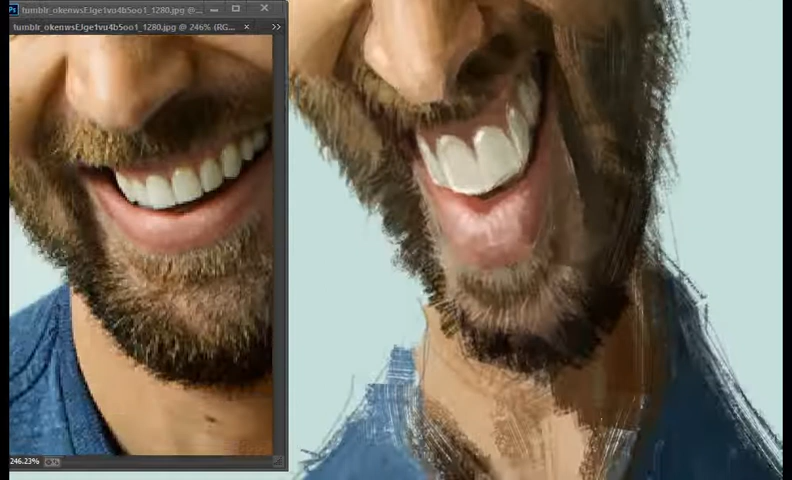 Ps tumblr_okenwsEJge1vu4b5oo1_1280.jpg @...
tumblr_okenwsEJge1vu4b5oo1_1280.jpg @ 246% (RG... × >>
246.23%